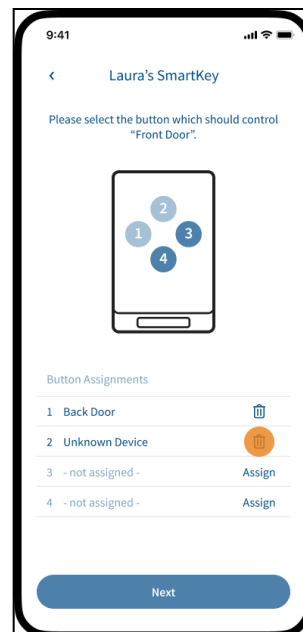 9:41
Laura’s SmartKey
Please select the button which should control
“Front Door”.
2
1 3
4
Button Assignments
1 Back Door
2 Unknown Device
3 - not assigned - Assign
4 - not assigned - Assign
Next